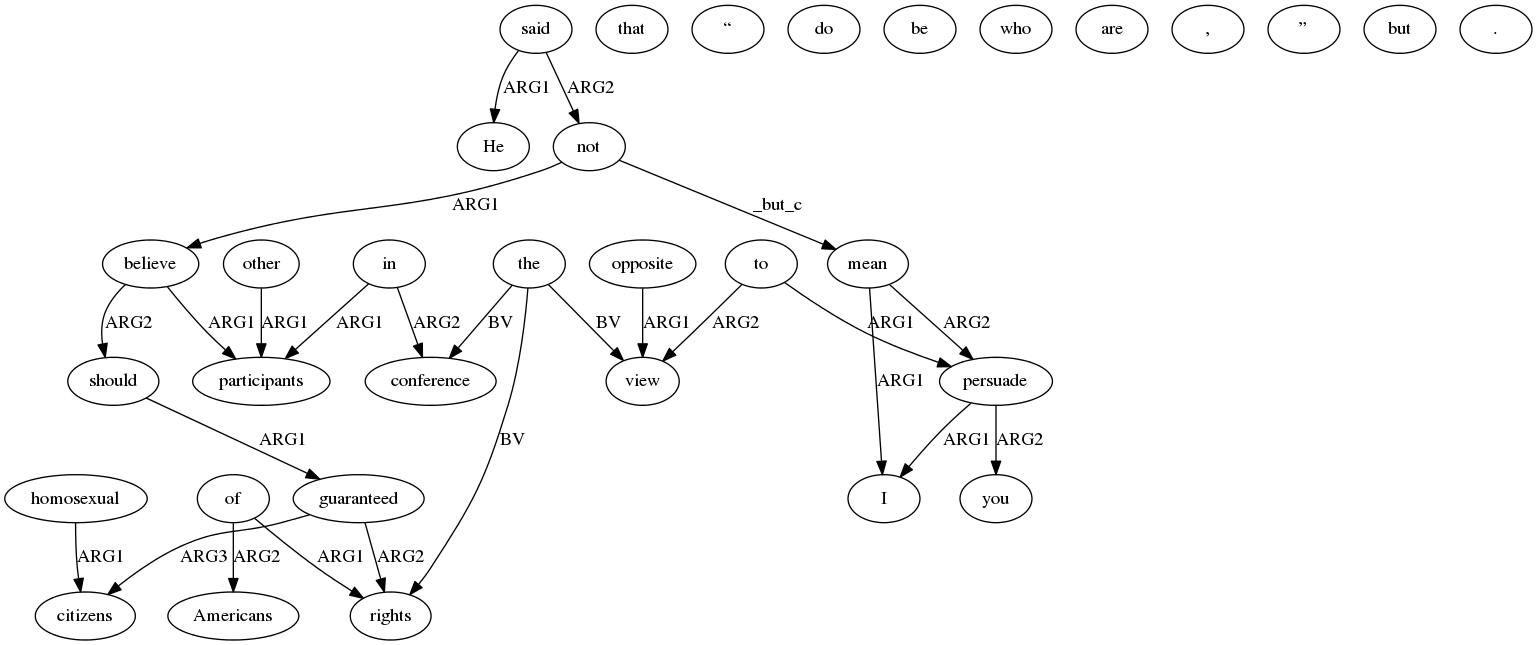 said that “ do be who are , ” but .
ARG1 ARG2
He not
ARG1 _but_c
believe other in the opposite to mean
ARG2 ARG1 ARG1 ARG1 ARG2 BV BV ARG1 ARG2 ARG1 ARG2
should participants conference view persuade
ARG1 BV ARG1 ARG1 ARG2
homosexual of guaranteed I you
ARG1 ARG3 ARG2 ARG1 ARG2
citizens Americans rights